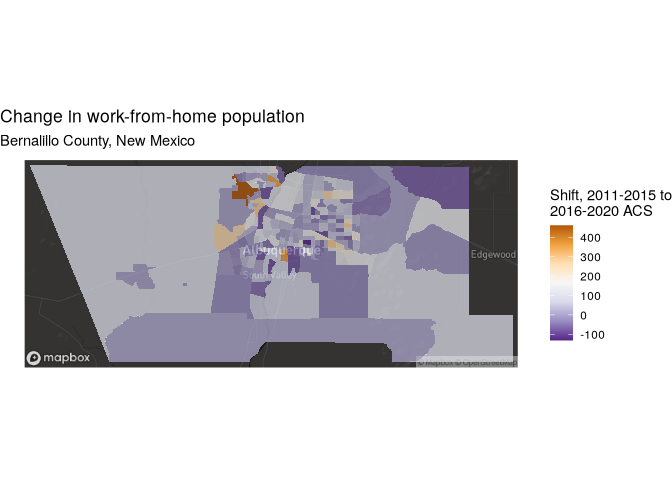 Change in work-from-home population
Bernalillo County, New Mexico
Albuquerque
South Valley
Edgewood
Shift, 2011-2015 to
2016-2020 ACS
400
300
200
100
0
-100
mapbox
© Mapbox © OpenStreetMap